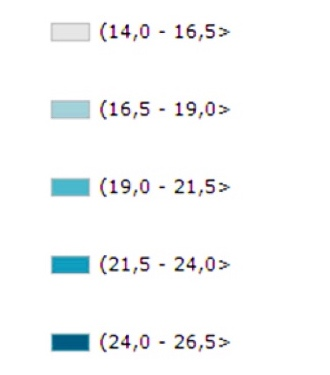 (14,0 - 16,5>
(16,5 - 19,0>
(19,0 - 21,5>
(21,5 - 24,0>
(24,0 - 26,5>